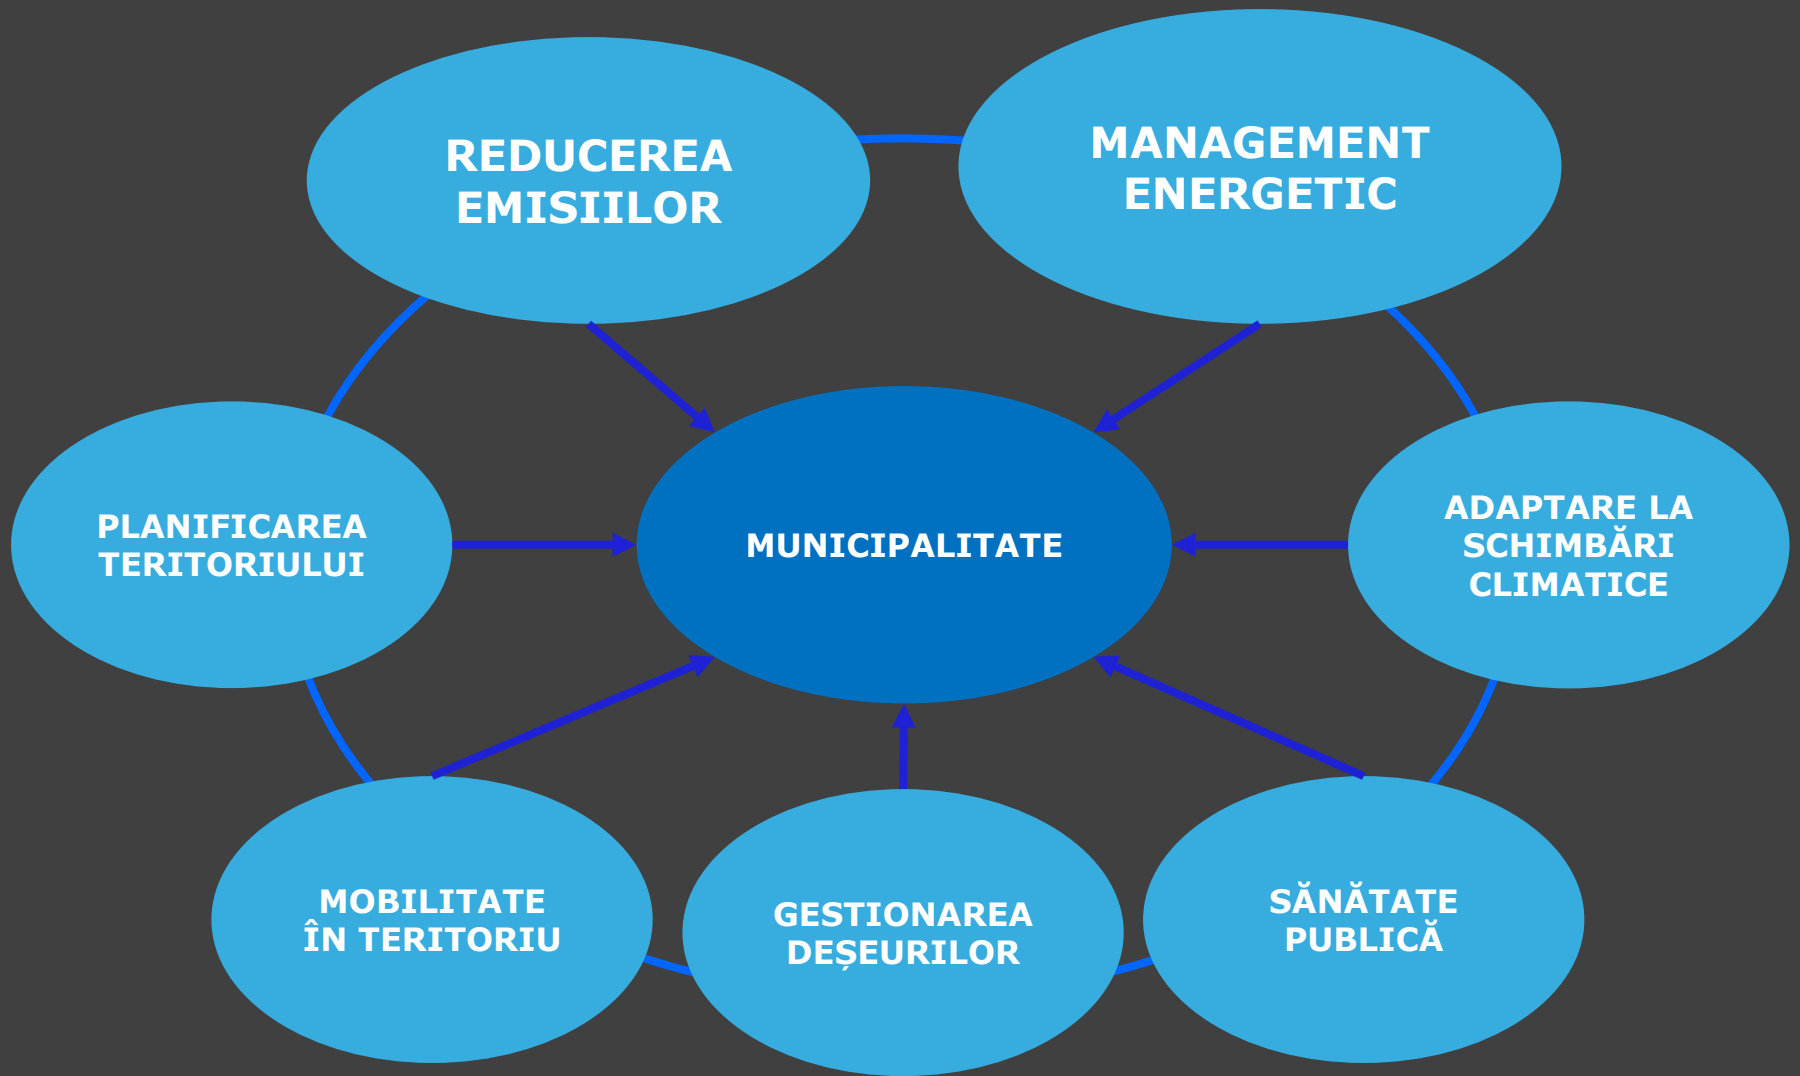 REDUCEREA
EMISIILOR
MANAGEMENT
ENERGETIC
PLANIFICAREA
TERITORIULUI
MUNICIPALITATE
ADAPTARE LA
SCHIMBĂRI
CLIMATICE
MOBILITATE
ÎN TERITORIU
GESTIONAREA
DEȘEURILOR
SĂNĂTATE
PUBLICĂ